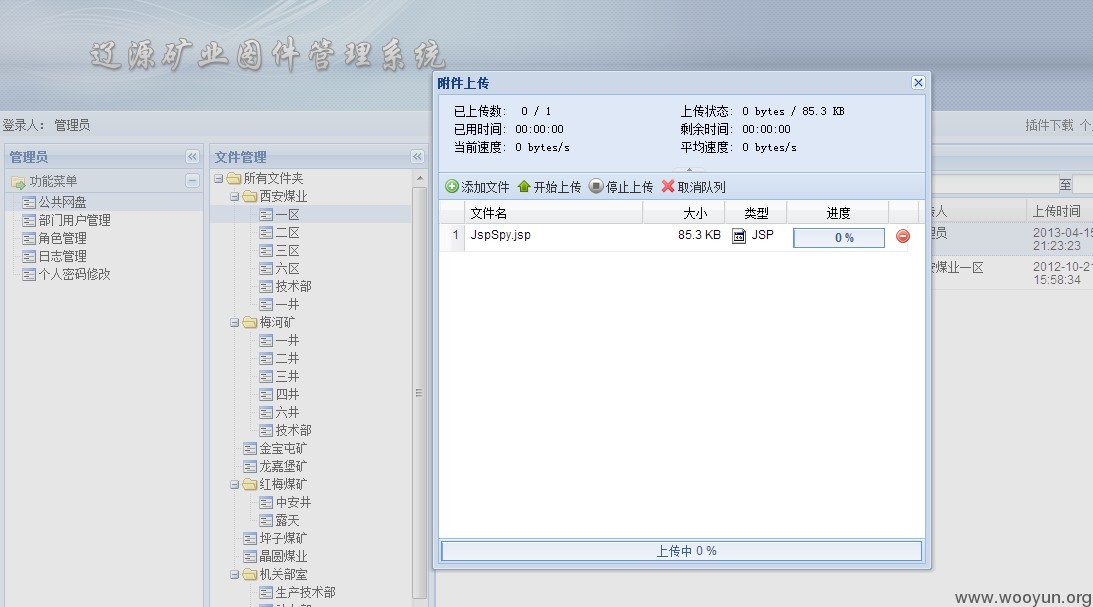 辽源矿业图件管理系统
登录人： 管理员
插件下载 个
管理员
功能菜单
公共网盘
部门用户管理
角色管理
日志管理
个人密码修改
文件管理
所有文件夹
西安煤业
一区
二区
三区
六区
技术部
一井
梅河矿
一井
二井
三井
四井
六井
技术部
金宝屯矿
龙嘉堡矿
红梅煤矿
中安井
露天
坪子煤矿
晶圆煤业
机关部室
生产技术部
附件上传
已上传数： 0 / 1
上传状态： 0 bytes / 85.3 KB
已用时间： 00:00:00
剩余时间： 00:00:00
当前速度： 0 bytes/s
平均速度： 0 bytes/s
添加文件 开始上传 停止上传 取消队列
文件名 大小 类型 进度
1 JspSpy.jsp 85.3 KB JSP 0 %
上传中 0 %
至
人 上传时间
员 2013-04-15
21:23:23
安煤业一区 2012-10-21
15:58:34
www.wooyun.org